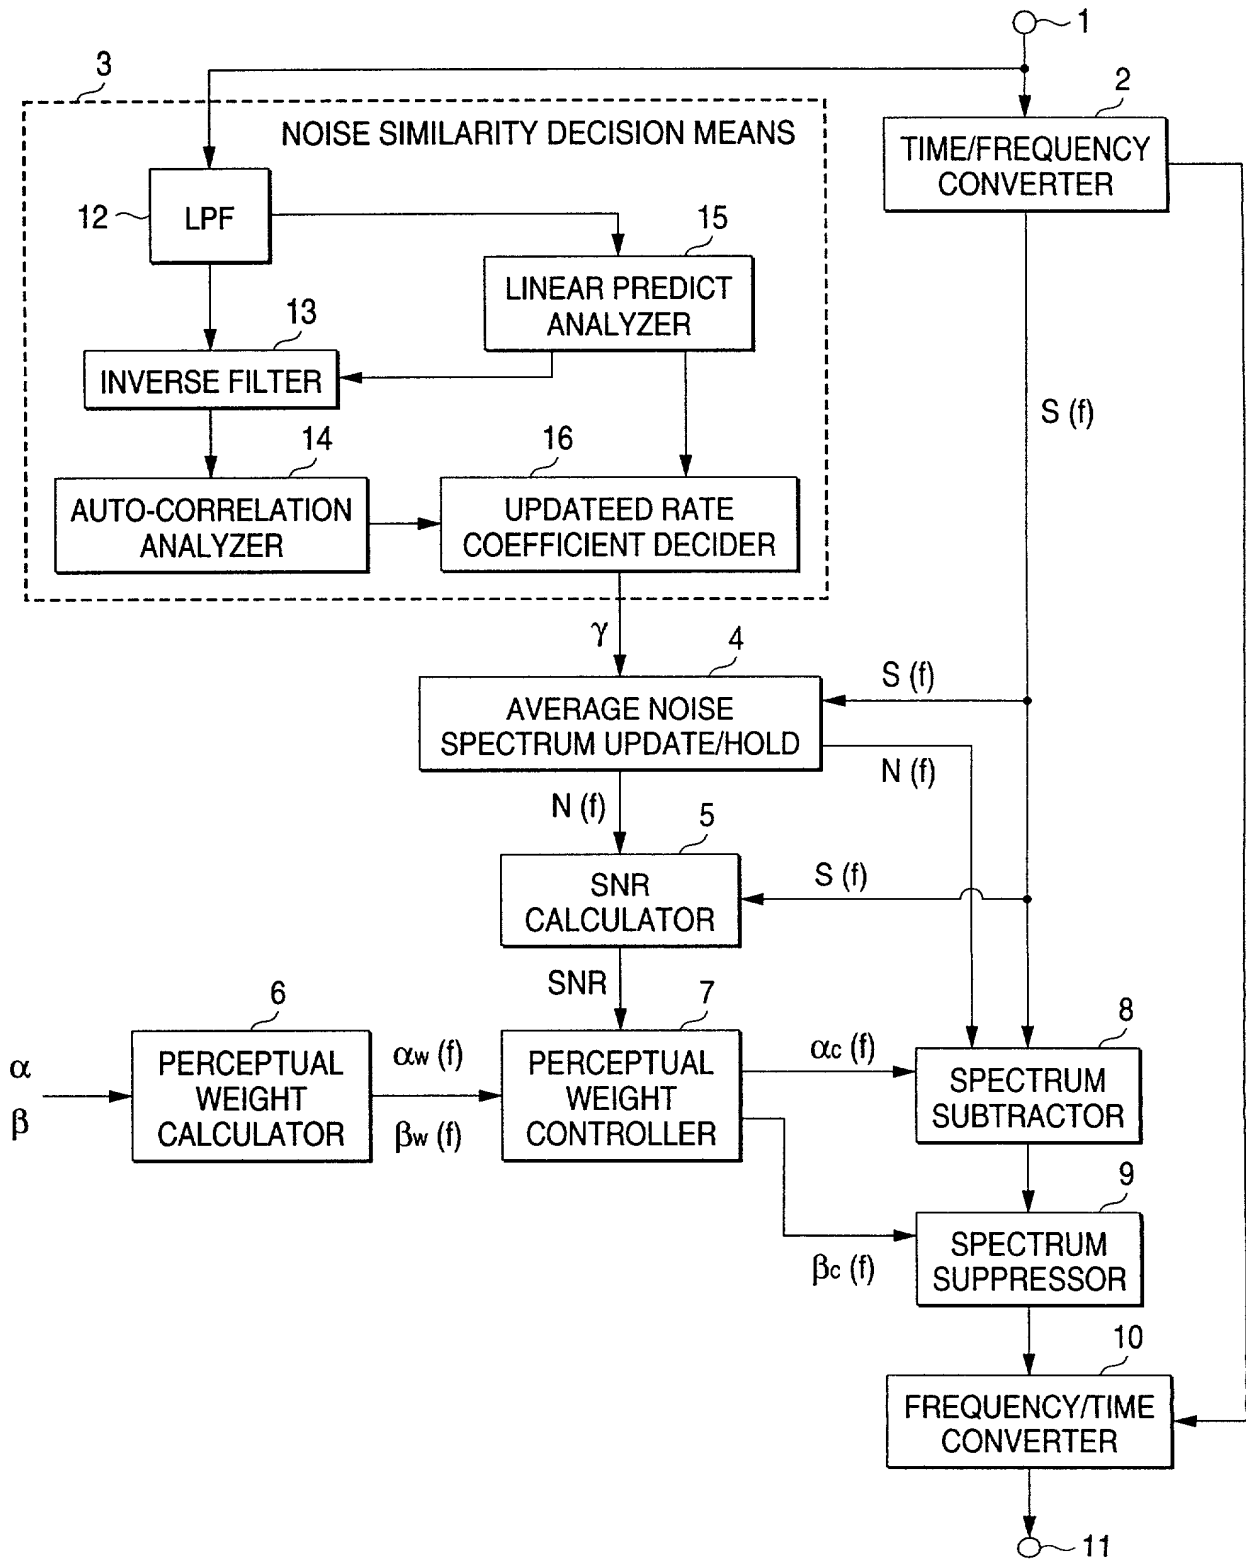 1
3
2
NOISE SIMILARITY DECISION MEANS
TIME/FREQUENCY
CONVERTER
12
LPF
15
LINEAR PREDICT
ANALYZER
13
INVERSE FILTER
S (f)
14
AUTO-CORRELATION
ANALYZER
16
UPDATEED RATE
COEFFICIENT DECIDER
γ
4
S (f)
AVERAGE NOISE
SPECTRUM UPDATE/HOLD
N (f)
N (f)
5
S (f)
SNR
CALCULATOR
SNR
6
7
8
α
β
PERCEPTUAL
WEIGHT
CALCULATOR
αw (f)
βw (f)
PERCEPTUAL
WEIGHT
CONTROLLER
αc (f)
SPECTRUM
SUBTRACTOR
9
βc (f)
SPECTRUM
SUPPRESSOR
10
FREQUENCY/TIME
CONVERTER
11